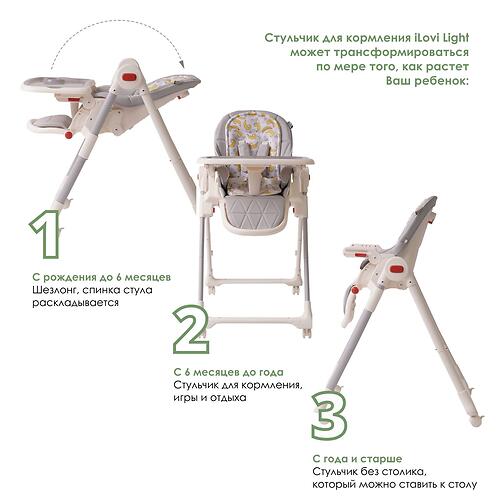 Стульчик для кормления iLovi Light
может трансформироваться
по мере того, как растет
Ваш ребенок:
1
С рождения до 6 месяцев
Шезлонг, спинка стула
раскладывается
2
С 6 месяцев до года
Стульчик для кормления,
игры и отдыха
3
С года и старше
Стульчик без столика,
который можно ставить к столу